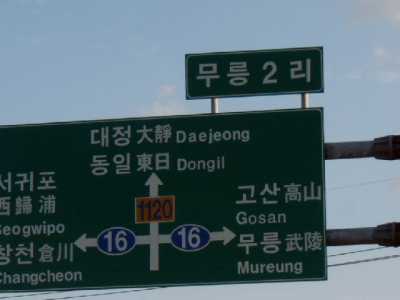 무릉2리
대정 大靜 Daejeong
동일 東日 Dongil
서귀포
西歸浦
Seogwipo
창천 倉川
Changcheon
1120
16
16
고산 高山
Gosan
무릉 武陵
Mureung